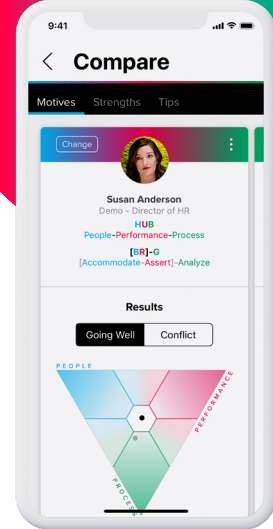 9:41
Compare
Motives Strengths Tips
Change
Susan Anderson
Demo - Director of HR
HUB
People-Performance-Process
[BR]-G
[Accommodate-Assert]-Analyze
Results
Going Well Conflict
PEOPLE
PERFORMANCE
PROCESS